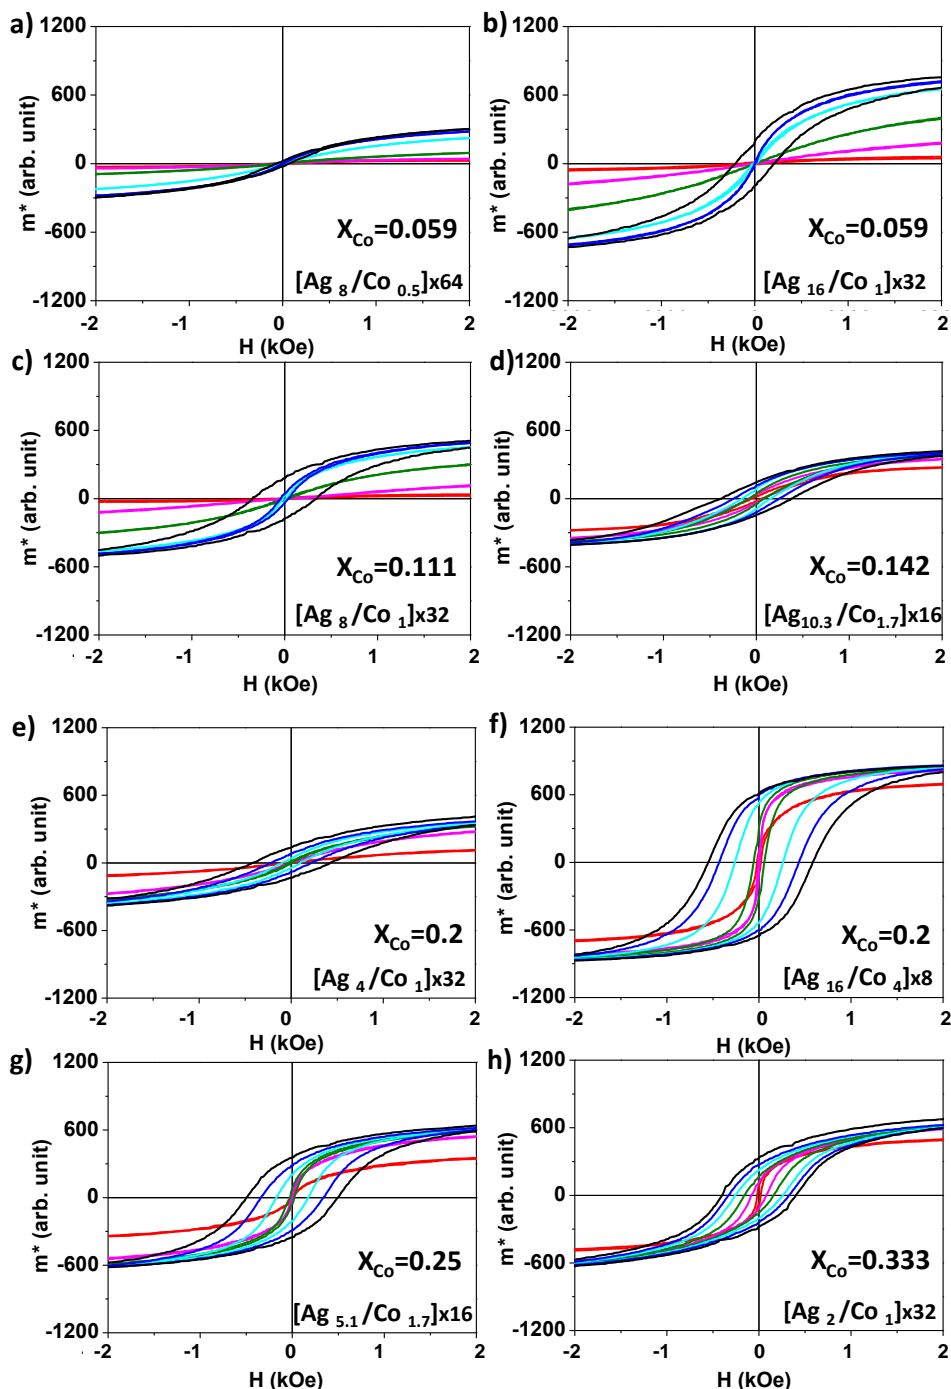 a)
1200
600
0
-600
-1200
m* (arb. unit)
X_Co=0.059
[Ag 8/Co 0.5]x64
-2 -1 0 1 2
H (kOe)
b)
1200
600
0
-600
-1200
m* (arb. unit)
X_Co=0.059
[Ag 16/Co 1]x32
-2 -1 0 1 2
H (kOe)
c)
1200
600
0
-600
-1200
m* (arb. unit)
X_Co=0.111
[Ag 8/Co 1]x32
-2 -1 0 1 2
H (kOe)
d)
1200
600
0
-600
-1200
m* (arb. unit)
X_Co=0.142
[Ag10.3/Co1.7]x16
-2 -1 0 1 2
H (kOe)
e)
1200
600
0
-600
-1200
m* (arb. unit)
X_Co=0.2
[Ag 4/Co 1]x32
-2 -1 0 1 2
H (kOe)
f)
1200
600
0
-600
-1200
m* (arb. unit)
X_Co=0.2
[Ag 16/Co 4]x8
-2 -1 0 1 2
H (kOe)
g)
1200
600
0
-600
-1200
m* (arb. unit)
X_Co=0.25
[Ag 5.1/Co 1.7]x16
-2 -1 0 1 2
H (kOe)
h)
1200
600
0
-600
-1200
m* (arb. unit)
X_Co=0.333
[Ag 2/Co 1]x32
-2 -1 0 1 2
H (kOe)